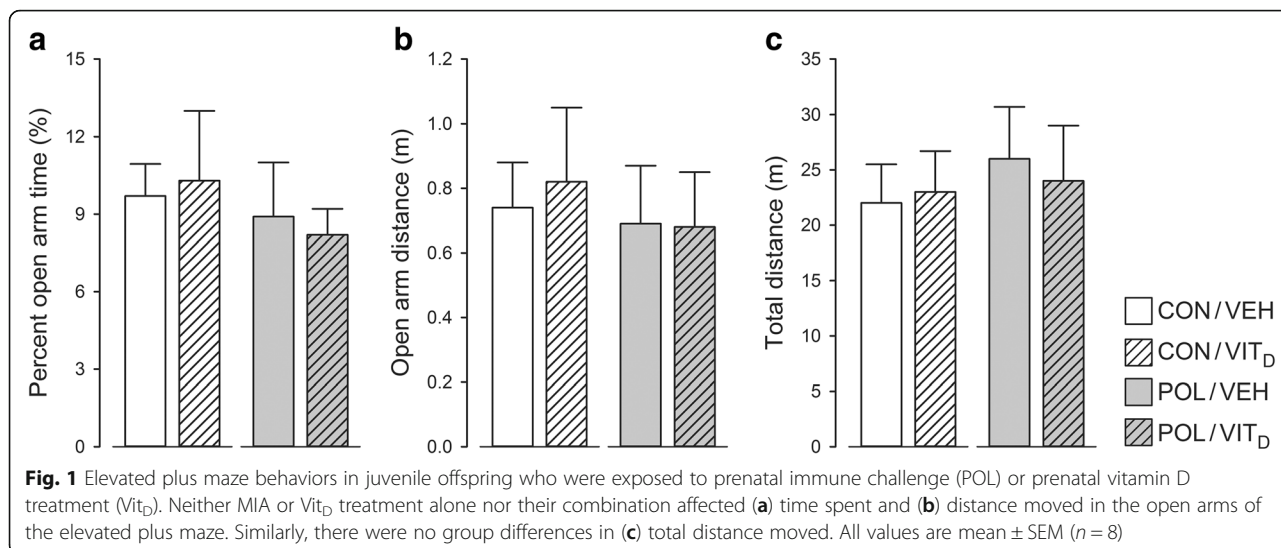 a
15
12
9
6
3
0
Percent open arm time (%)
b
1.2
1.0
0.8
0.6
0.4
0.2
0.0
Open arm distance (m)
c
35
30
25
20
15
10
5
0
Total distance (m)
CON/VEH
CON/VIT_D
POL/VEH
POL/VIT_D
Fig. 1 Elevated plus maze behaviors in juvenile offspring who were exposed to prenatal immune challenge (POL) or prenatal vitamin D
treatment (Vit_D). Neither MIA or Vit_D treatment alone nor their combination affected (a) time spent and (b) distance moved in the open arms of
the elevated plus maze. Similarly, there were no group differences in (c) total distance moved. All values are mean ± SEM (n = 8)